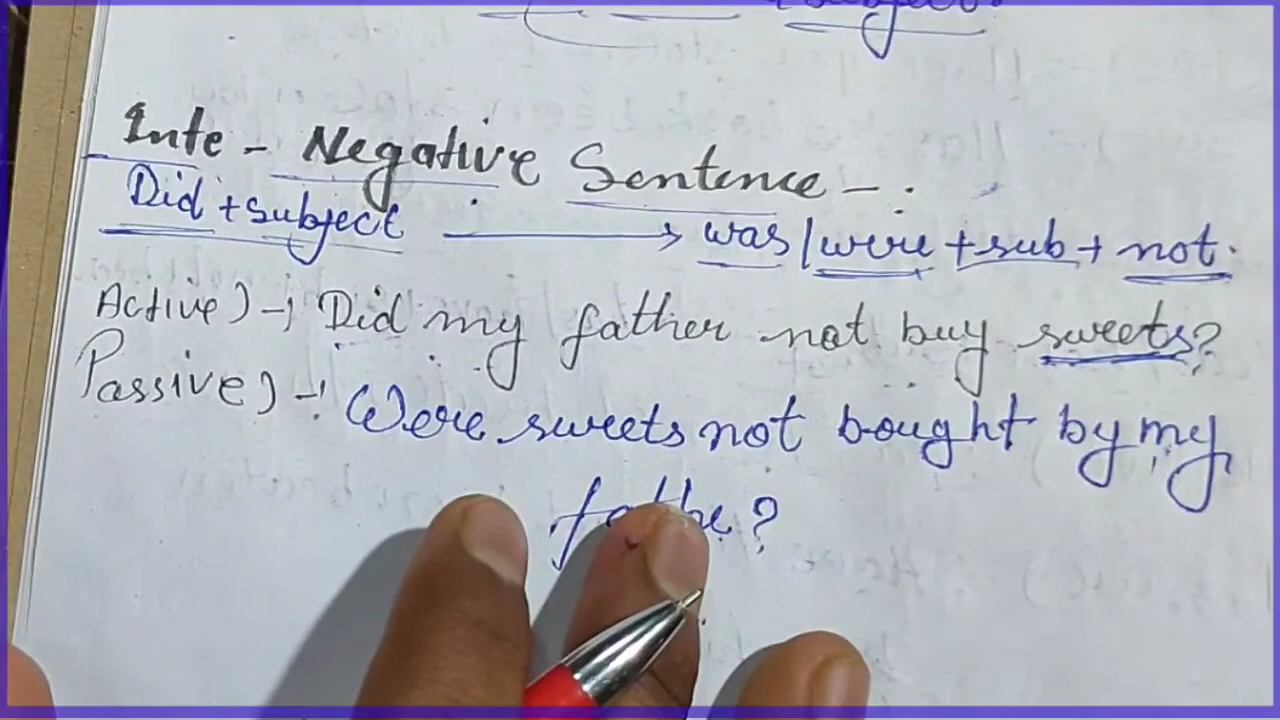 Inte - Negative Sentence - :
Did + subject → was/were + sub + not.
Active) -: Did my father not buy sweets?
Passive) -: Were sweets not bought by my
fathe?